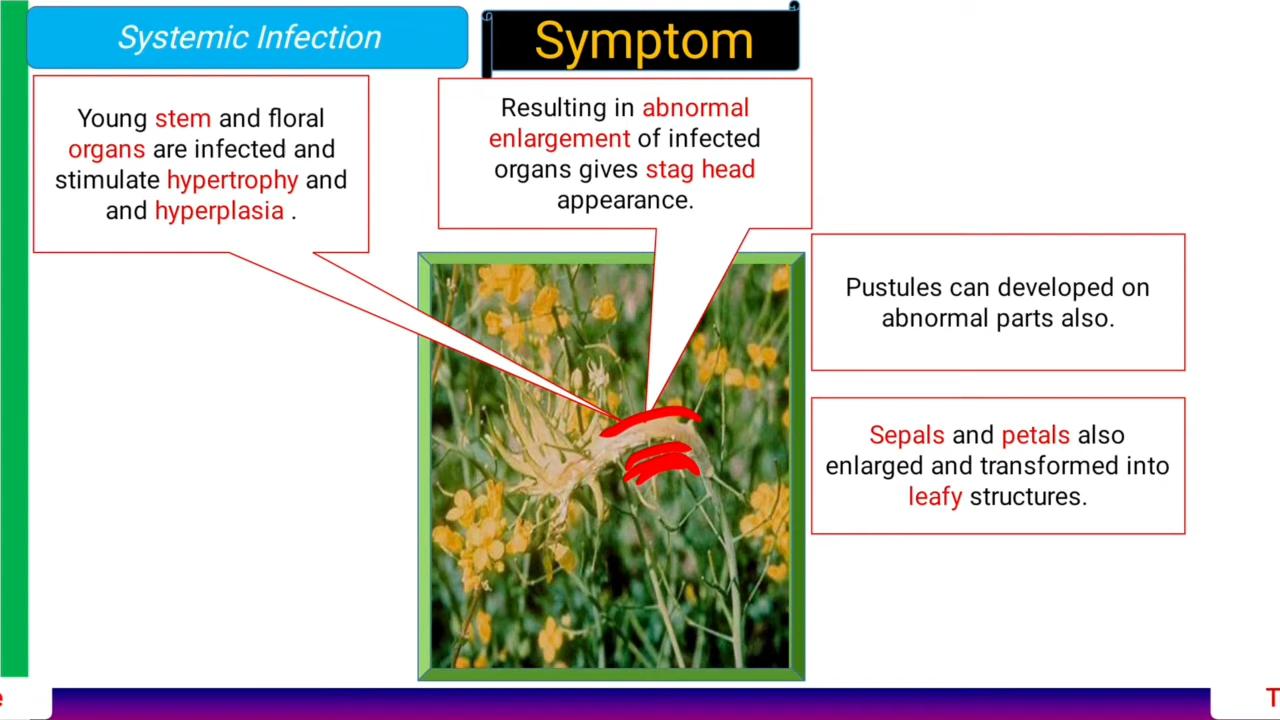 Systemic Infection
Symptom
Young stem and floral
organs are infected and
stimulate hypertrophy and
and hyperplasia .
Resulting in abnormal
enlargement of infected
organs gives stag head
appearance.
Pustules can developed on
abnormal parts also.
Sepals and petals also
enlarged and transformed into
leafy structures.
e
T